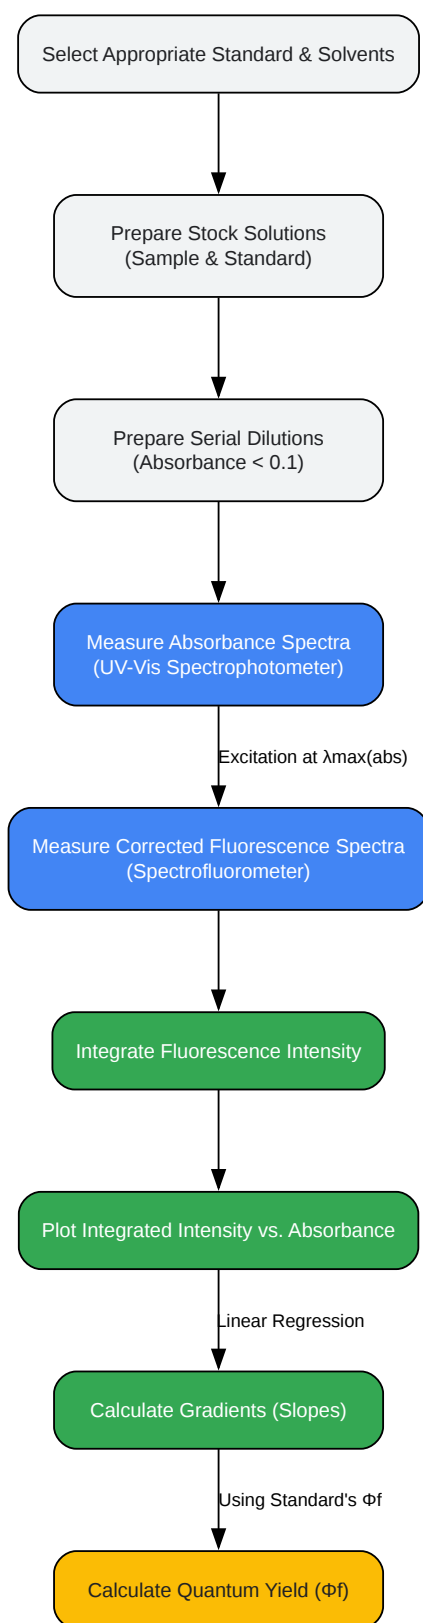 Select Appropriate Standard & Solvents
Prepare Stock Solutions
(Sample & Standard)
Prepare Serial Dilutions
(Absorbance < 0.1)
Measure Absorbance Spectra
(UV-Vis Spectrophotometer)
Excitation at λmax(abs)
Measure Corrected Fluorescence Spectra
(Spectrofluorometer)
Integrate Fluorescence Intensity
Plot Integrated Intensity vs. Absorbance
Linear Regression
Calculate Gradients (Slopes)
Using Standard's Φf
Calculate Quantum Yield (Φf)